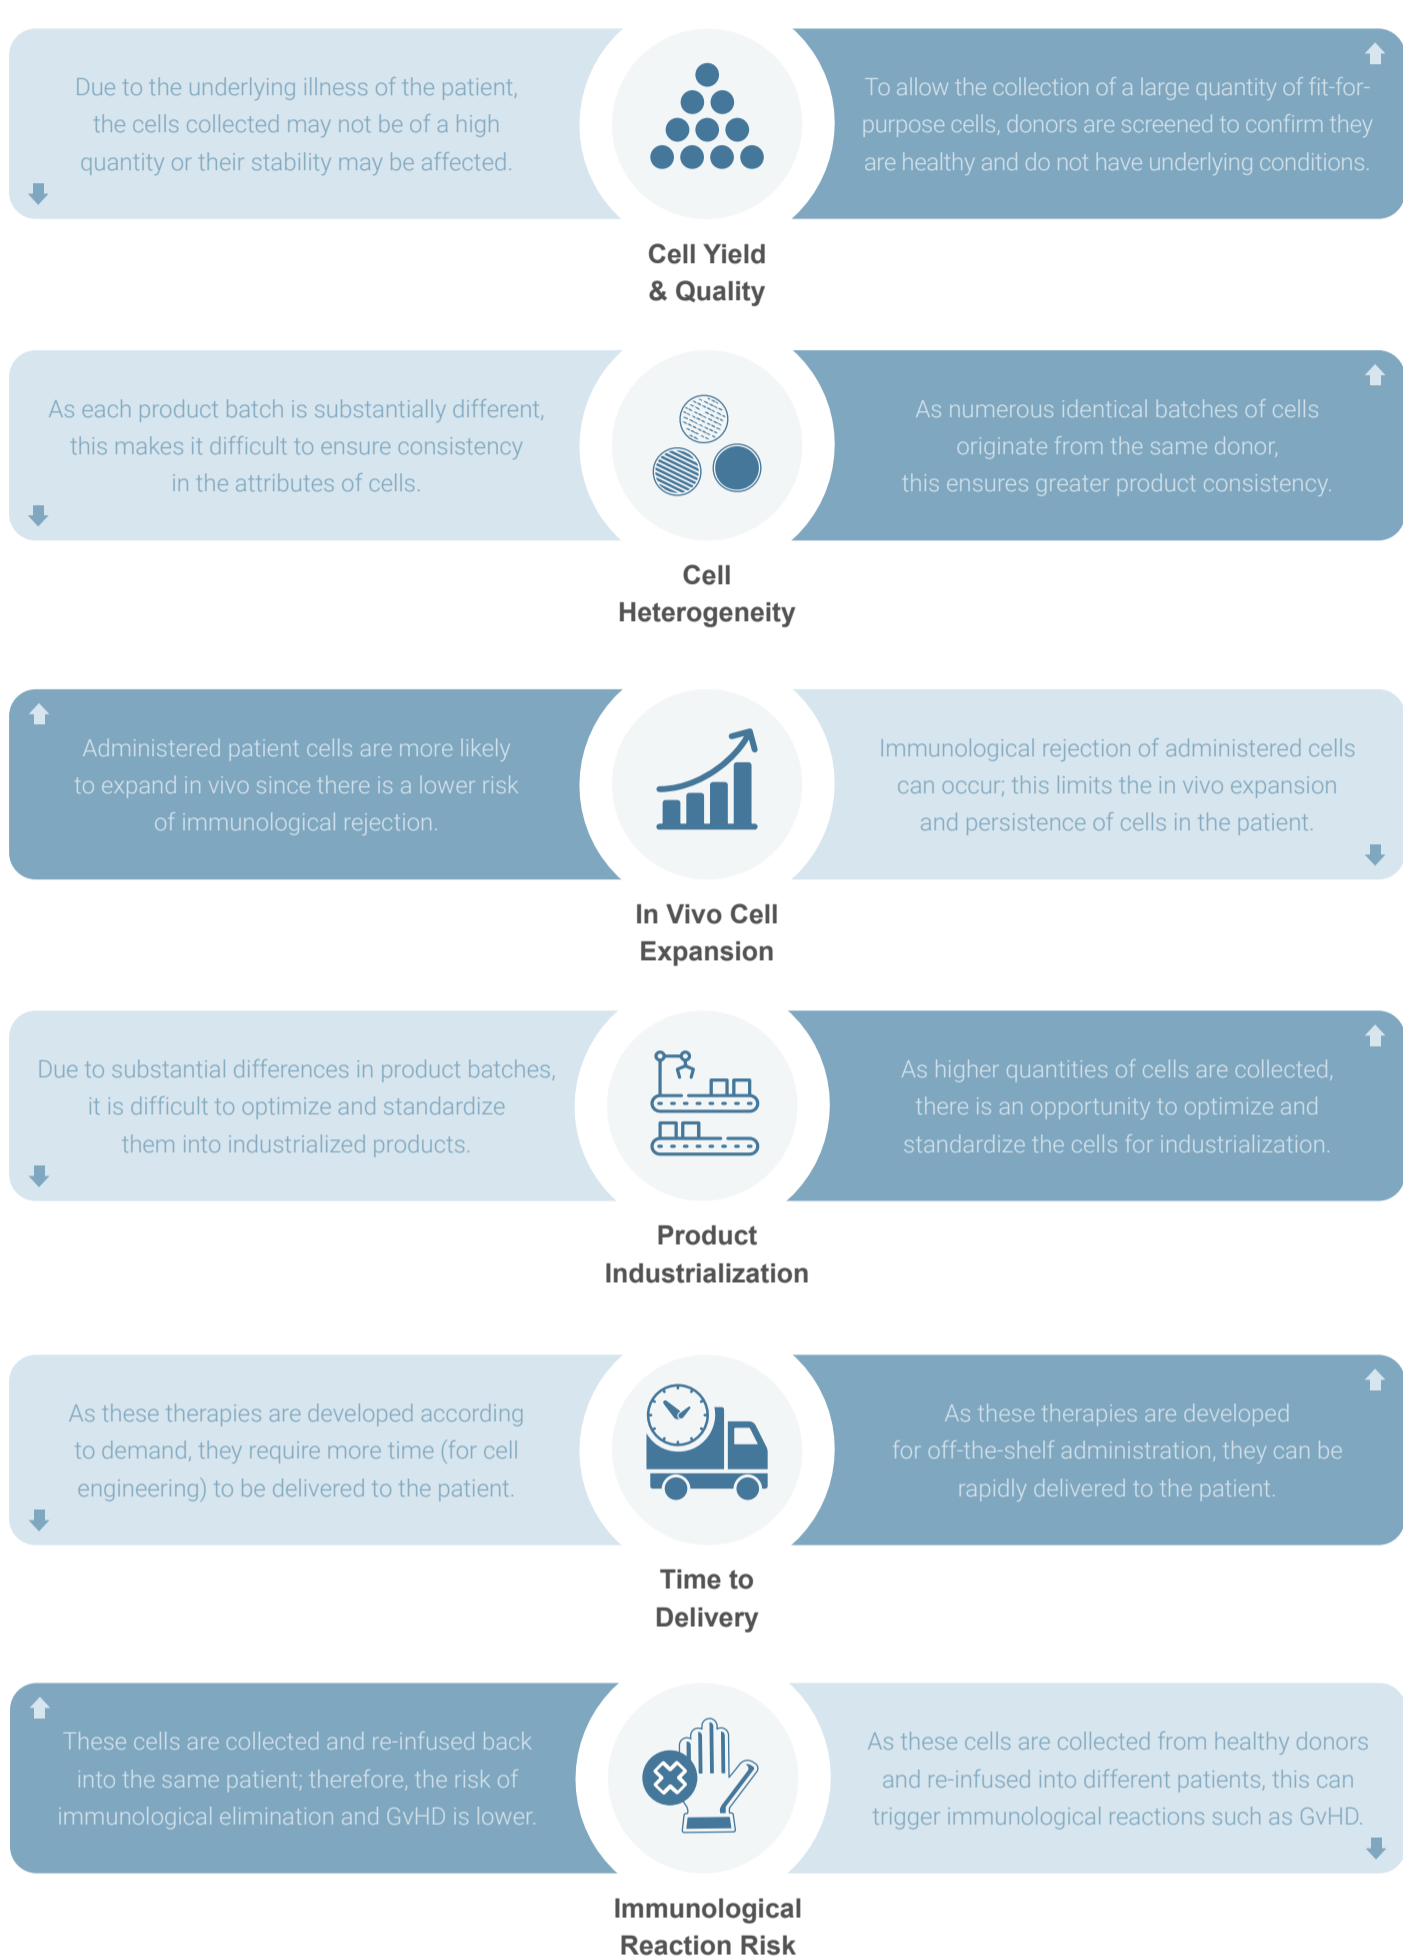 Due to the underlying illness of the patient,
the cells collected may not be of a high
quantity or their stability may be affected.
To allow the collection of a large quantity of fit-for-
purpose cells, donors are screened to confirm they
are healthy and do not have underlying conditions.
Cell Yield
& Quality
As each product batch is substantially different,
this makes it difficult to ensure consistency
in the attributes of cells.
As numerous identical batches of cells
originate from the same donor,
this ensures greater product consistency.
Cell
Heterogeneity
Administered patient cells are more likely
to expand in vivo since there is a lower risk
of immunological rejection.
Immunological rejection of administered cells
can occur; this limits the in vivo expansion
and persistence of cells in the patient.
In Vivo Cell
Expansion
Due to substantial differences in product batches,
it is difficult to optimize and standardize
them into industrialized products.
As higher quantities of cells are collected,
there is an opportunity to optimize and
standardize the cells for industrialization.
Product
Industrialization
As these therapies are developed according
to demand, they require more time (for cell
engineering) to be delivered to the patient.
As these therapies are developed
for off-the-shelf administration, they can be
rapidly delivered to the patient.
Time to
Delivery
These cells are collected and re-infused back
into the same patient; therefore, the risk of
immunological elimination and GvHD is lower.
As these cells are collected from healthy donors
and re-infused into different patients, this can
trigger immunological reactions such as GvHD.
Immunological
Reaction Risk